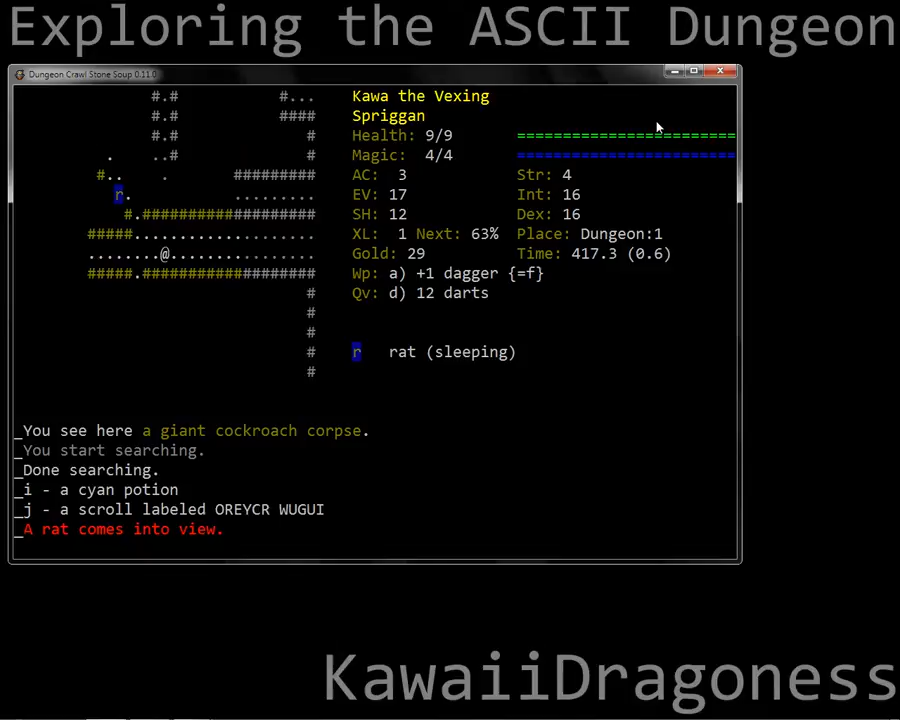 Exploring the ASCII Dungeon
Dungeon Crawl Stone Soup 0.11.0
#.# #... Kawa the Vexing
#.# #### Spriggan
#.# # Health: 9/9 ========================
. ..# # Magic: 4/4 ========================
#.. . ######### AC: 3 Str: 4
r. ......... EV: 17 Int: 16
#.################### SH: 12 Dex: 16
#####.................... XL: 1 Next: 63% Place: Dungeon:1
........@................ Gold: 29 Time: 417.3 (0.6)
#####.################### Wp: a) +1 dagger {=f}
# Qv: d) 12 darts
#
#
# r rat (sleeping)
#
_You see here a giant cockroach corpse.
_You start searching.
_Done searching.
_i - a cyan potion
_j - a scroll labeled OREYCR WUGUI
_A rat comes into view.
KawaiiDragoness